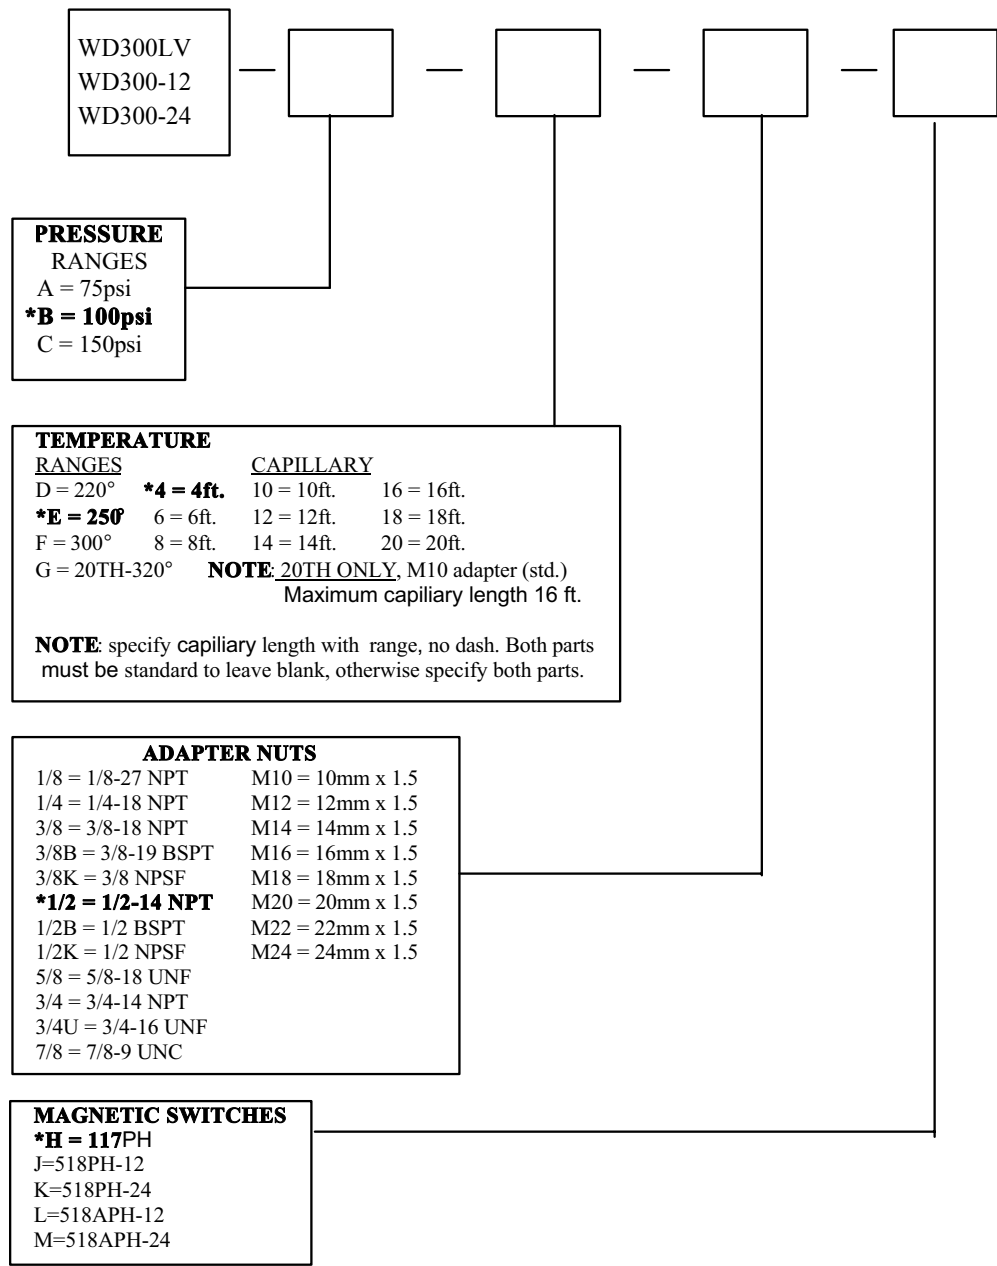 WD300LV
WD300-12
WD300-24
PRESSURE
RANGES
A = 75psi
*B = 100psi
C = 150psi
TEMPERATURE
RANGES CAPILLARY
D = 220° *4 = 4ft. 10 = 10ft. 16 = 16ft.
*E = 250° 6 = 6ft. 12 = 12ft. 18 = 18ft.
F = 300° 8 = 8ft. 14 = 14ft. 20 = 20ft.
G = 20TH-320° NOTE: 20TH ONLY, M10 adapter (std.)
Maximum capiliary length 16 ft.
NOTE: specify capiliary length with range, no dash. Both parts
must be standard to leave blank, otherwise specify both parts.
ADAPTER NUTS
1/8 = 1/8-27 NPT M10 = 10mm x 1.5
1/4 = 1/4-18 NPT M12 = 12mm x 1.5
3/8 = 3/8-18 NPT M14 = 14mm x 1.5
3/8B = 3/8-19 BSPT M16 = 16mm x 1.5
3/8K = 3/8 NPSF M18 = 18mm x 1.5
*1/2 = 1/2-14 NPT M20 = 20mm x 1.5
1/2B = 1/2 BSPT M22 = 22mm x 1.5
1/2K = 1/2 NPSF M24 = 24mm x 1.5
5/8 = 5/8-18 UNF
3/4 = 3/4-14 NPT
3/4U = 3/4-16 UNF
7/8 = 7/8-9 UNC
MAGNETIC SWITCHES
*H = 117PH
J=518PH-12
K=518PH-24
L=518APH-12
M=518APH-24